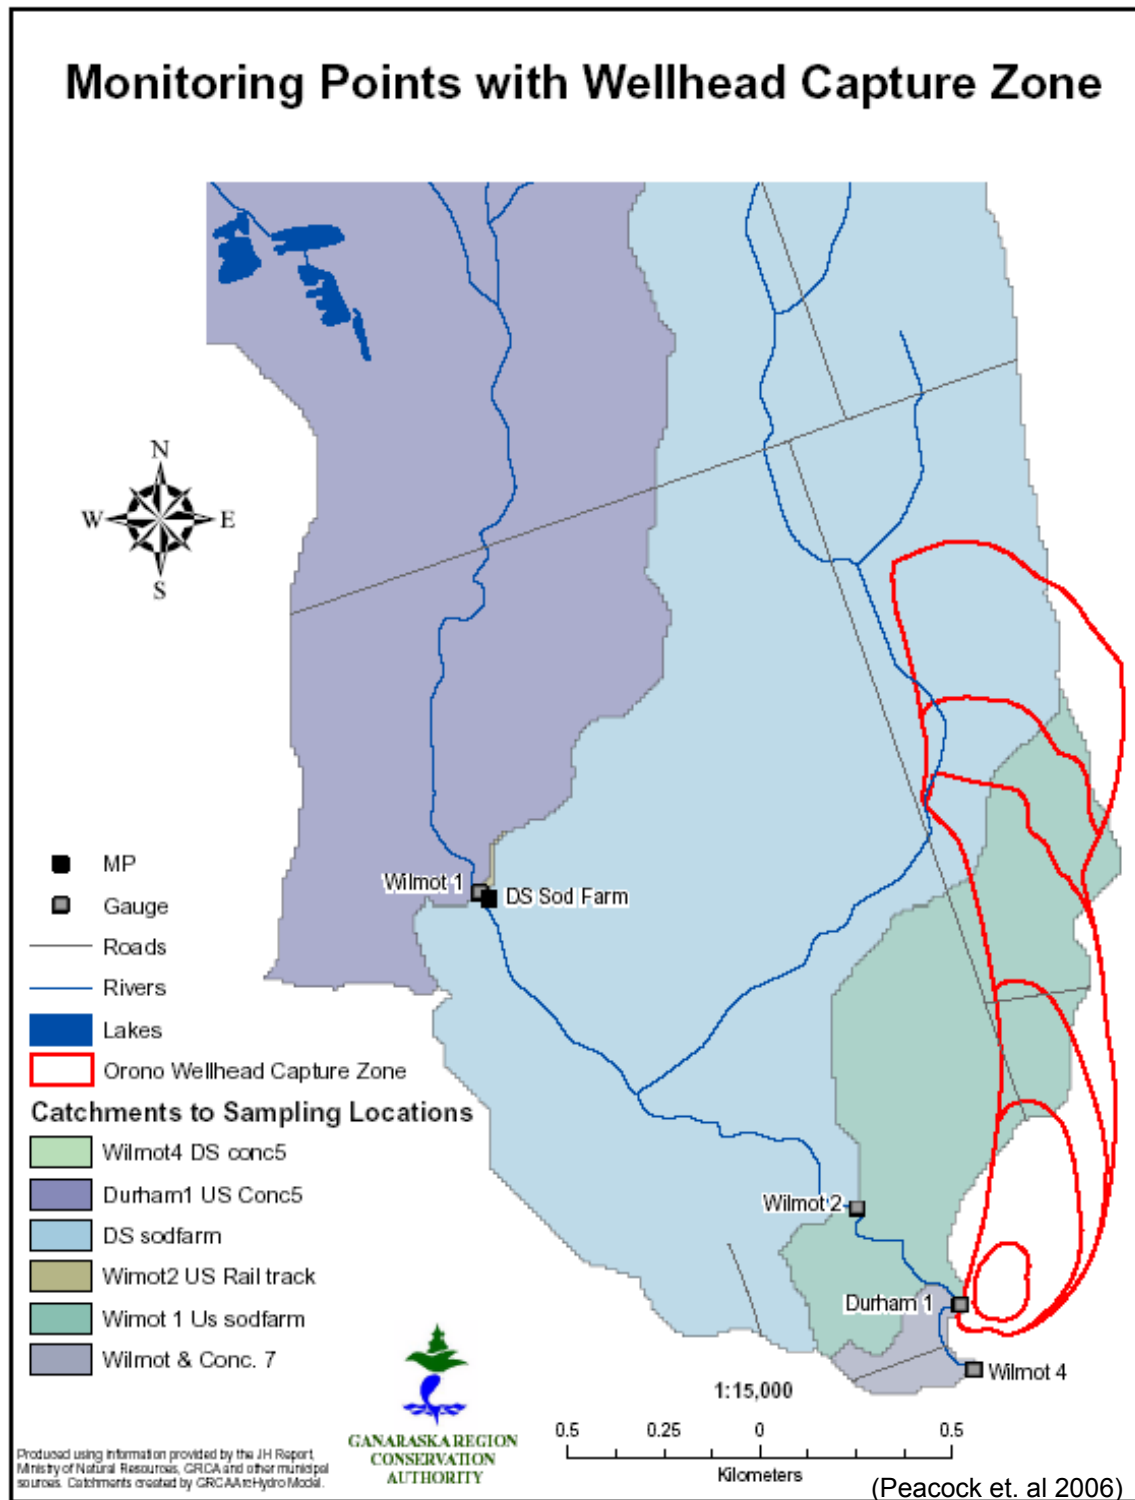 Monitoring Points with Wellhead Capture Zone
N
W
E
S
Wilmot 1
DS Sod Farm
Wilmot 2
Durham 1
Wilmot 4
MP
Gauge
Roads
Rivers
Lakes
Orono Wellhead Capture Zone
Catchments to Sampling Locations
Wilmot4 DS conc5
Durham1 US Conc5
DS sodfarm
Wimot2 US Rail track
Wimot 1 Us sodfarm
Wilmot & Conc. 7
Produced using information provided by the JH Report,
Ministry of Natural Resources, GRCA and other municipal
sources. Catchments created by GRCA ArcHydro Model.
GANARASKA REGION
CONSERVATION
AUTHORITY
1:15,000
0.5 0.25 0 0.5
Kilometers
(Peacock et. al 2006)